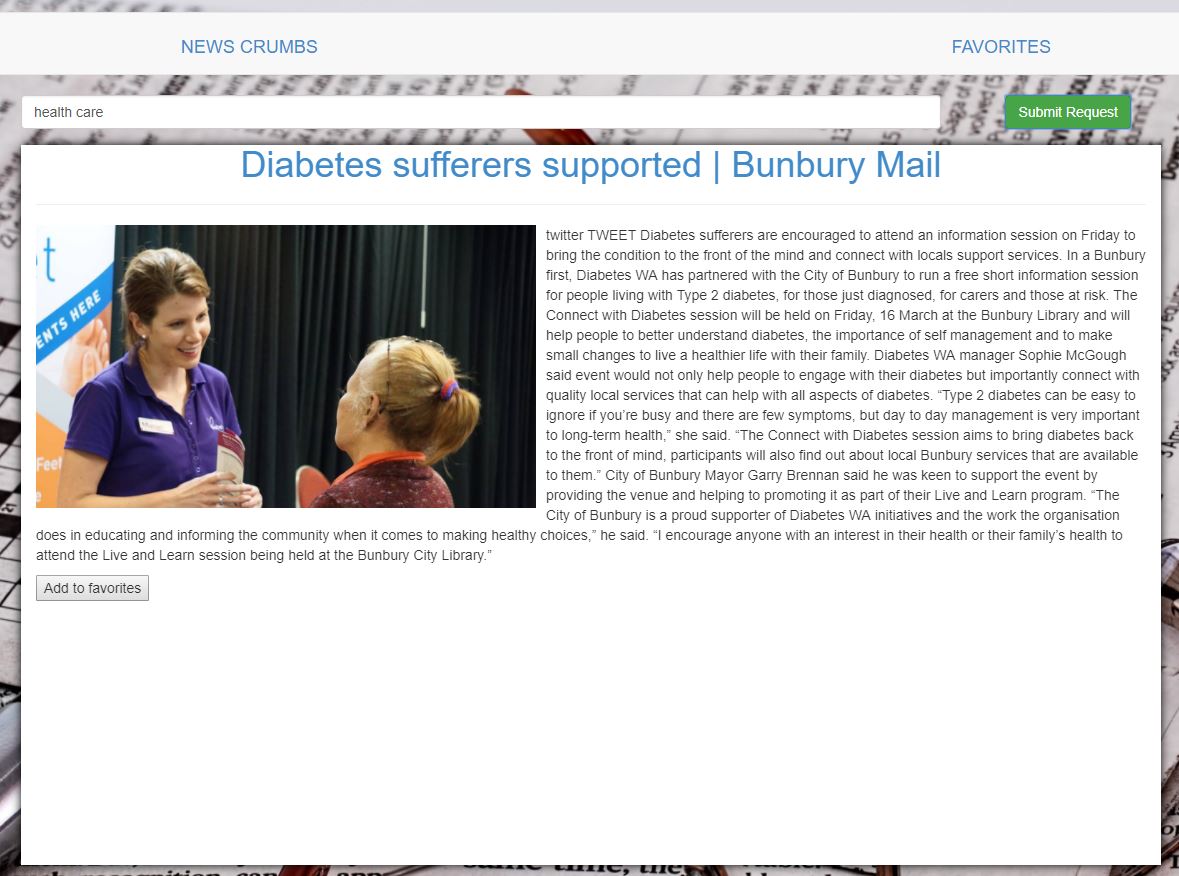 NEWS CRUMBS
FAVORITES
health care
Submit Request
Diabetes sufferers supported | Bunbury Mail
t
ENTS HERE
Feet
twitter TWEET Diabetes sufferers are encouraged to attend an information session on Friday to
bring the condition to the front of the mind and connect with locals support services. In a Bunbury
first, Diabetes WA has partnered with the City of Bunbury to run a free short information session
for people living with Type 2 diabetes, for those just diagnosed, for carers and those at risk. The
Connect with Diabetes session will be held on Friday, 16 March at the Bunbury Library and will
help people to better understand diabetes, the importance of self management and to make
small changes to live a healthier life with their family. Diabetes WA manager Sophie McGough
said event would not only help people to engage with their diabetes but importantly connect with
quality local services that can help with all aspects of diabetes. “Type 2 diabetes can be easy to
ignore if you’re busy and there are few symptoms, but day to day management is very important
to long-term health,” she said. “The Connect with Diabetes session aims to bring diabetes back
to the front of mind, participants will also find out about local Bunbury services that are available
to them.” City of Bunbury Mayor Garry Brennan said he was keen to support the event by
providing the venue and helping to promoting it as part of their Live and Learn program. “The
City of Bunbury is a proud supporter of Diabetes WA initiatives and the work the organisation
does in educating and informing the community when it comes to making healthy choices,” he said. “I encourage anyone with an interest in their health or their family’s health to
attend the Live and Learn session being held at the Bunbury City Library.”
Add to favorites
same time, the